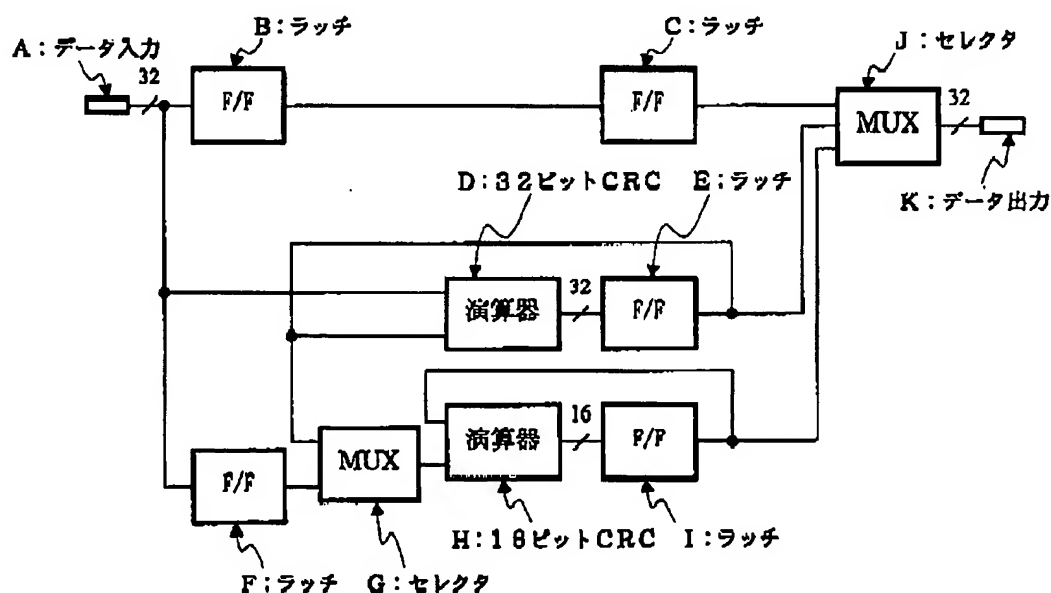 B:ラッチ
C:ラッチ
J:セレクタ
A:データ入力
32
F/F
F/F
MUX
32
D:32ビットCRC
E:ラッチ
K:データ出力
演算器
32
F/F
演算器
16
F/F
F/F
MUX
H:16ビットCRC
I:ラッチ
F:ラッチ
G:セレクタ